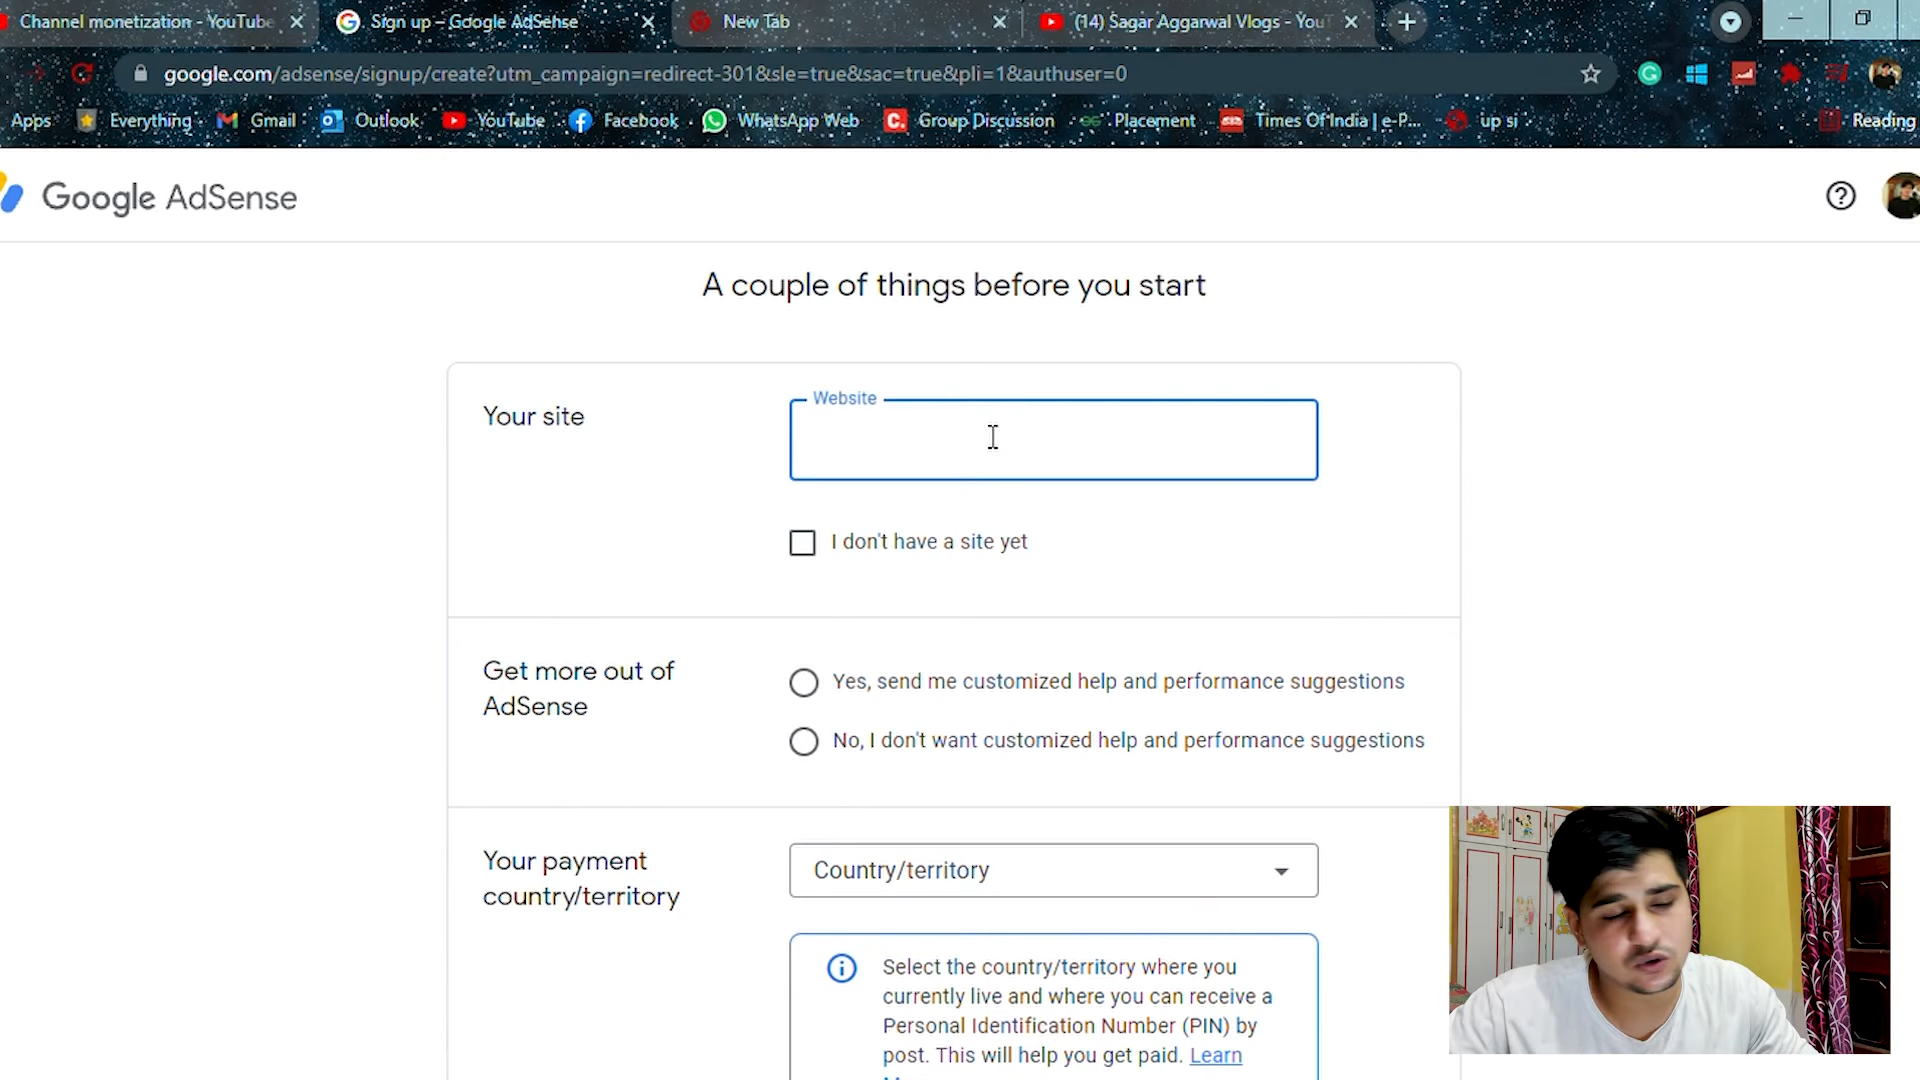 Channel monetization - YouTube
Sign up – Google AdSense
New Tab
(14) Sagar Aggarwal Vlogs - YouT
google.com/adsense/signup/create?utm_campaign=redirect-301&sle=true&sac=true&pli=1&authuser=0
Apps
Everything
Gmail
Outlook
YouTube
Facebook
WhatsApp Web
Group Discussion
Placement
Times Of India | e-P...
up si
Reading
Google AdSense
A couple of things before you start
Your site
Website
I don't have a site yet
Get more out of
AdSense
Yes, send me customized help and performance suggestions
No, I don't want customized help and performance suggestions
Your payment
country/territory
Country/territory
Select the country/territory where you
currently live and where you can receive a
Personal Identification Number (PIN) by
post. This will help you get paid. Learn